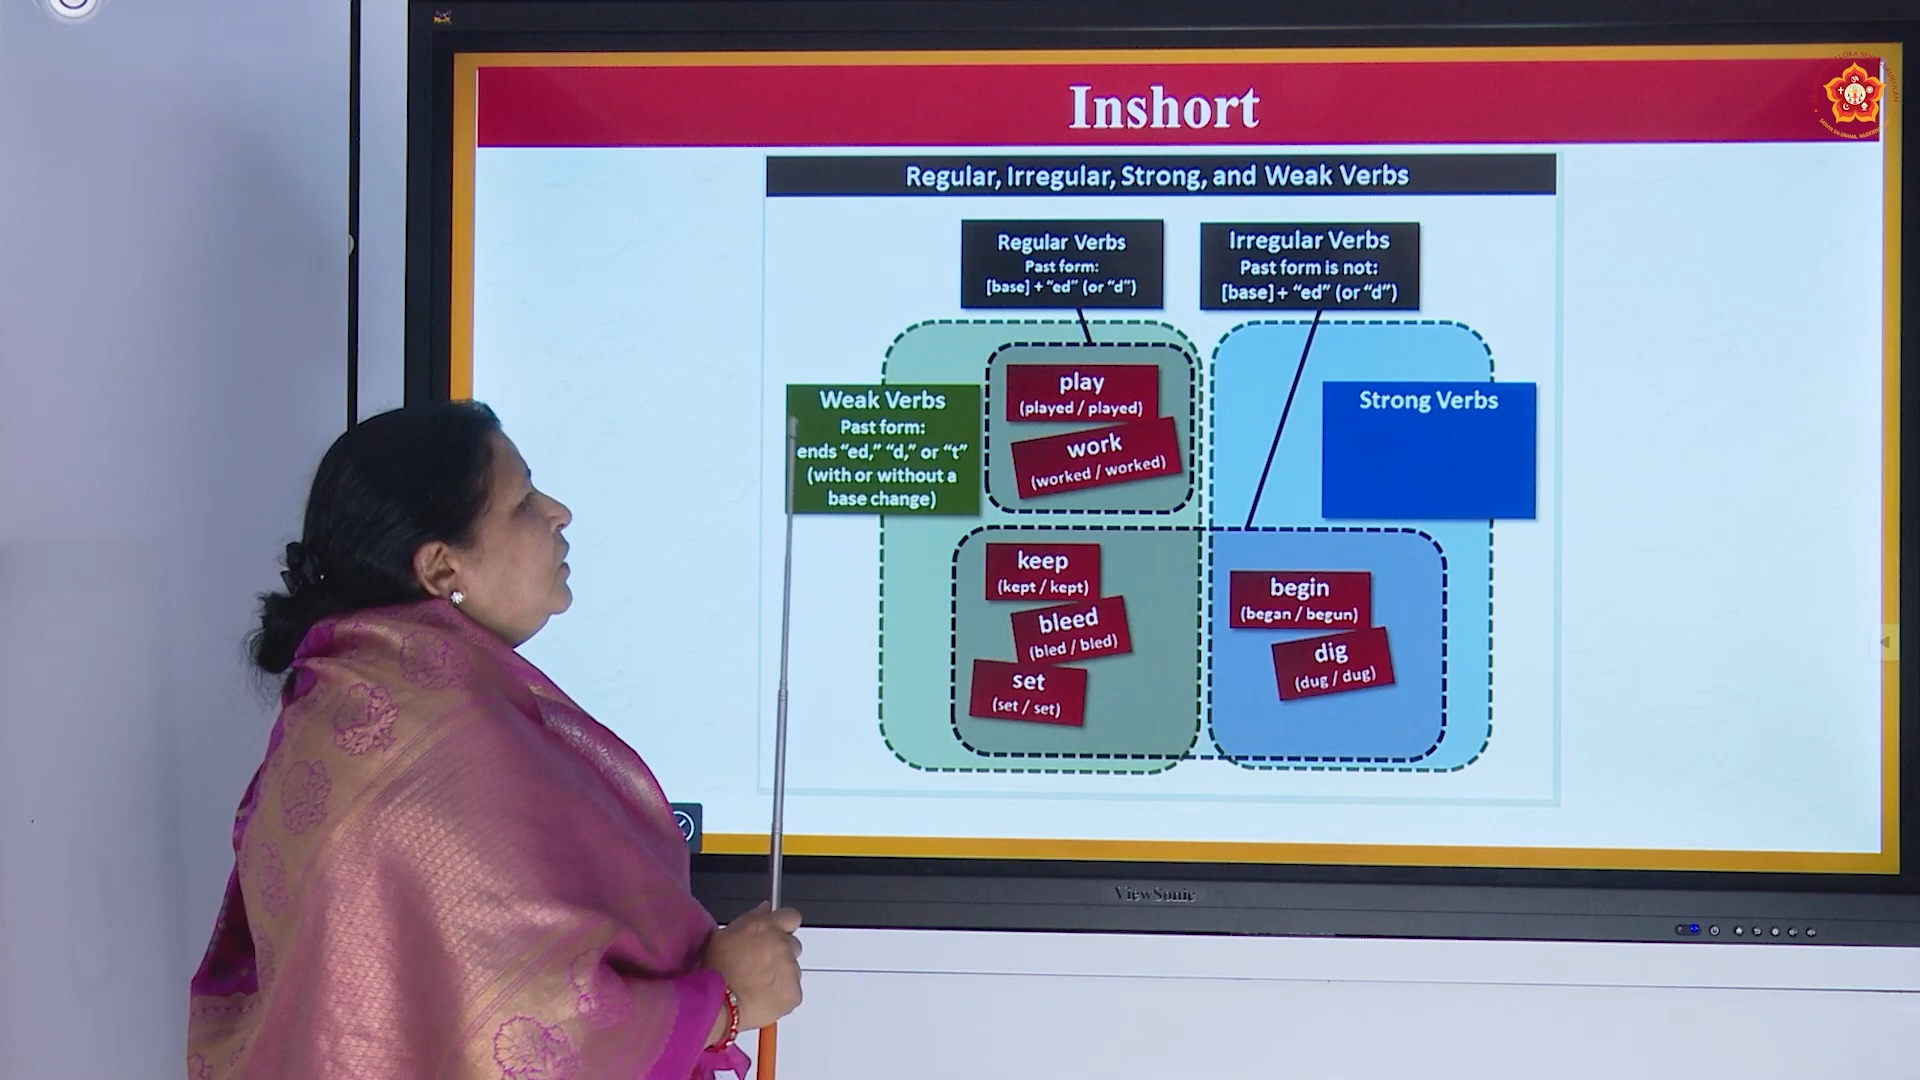 Inshort
Regular, Irregular, Strong, and Weak Verbs
Regular Verbs
Past form:
[base] + “ed” (or “d”)
Irregular Verbs
Past form is not:
[base] + “ed” (or “d”)
Weak Verbs
Past form:
ends “ed,” “d,” or “t”
(with or without a
base change)
play
(played / played)
work
(worked / worked)
Strong Verbs
keep
(kept / kept)
bleed
(bled / bled)
set
(set / set)
begin
(began / begun)
dig
(dug / dug)
ViewSonic